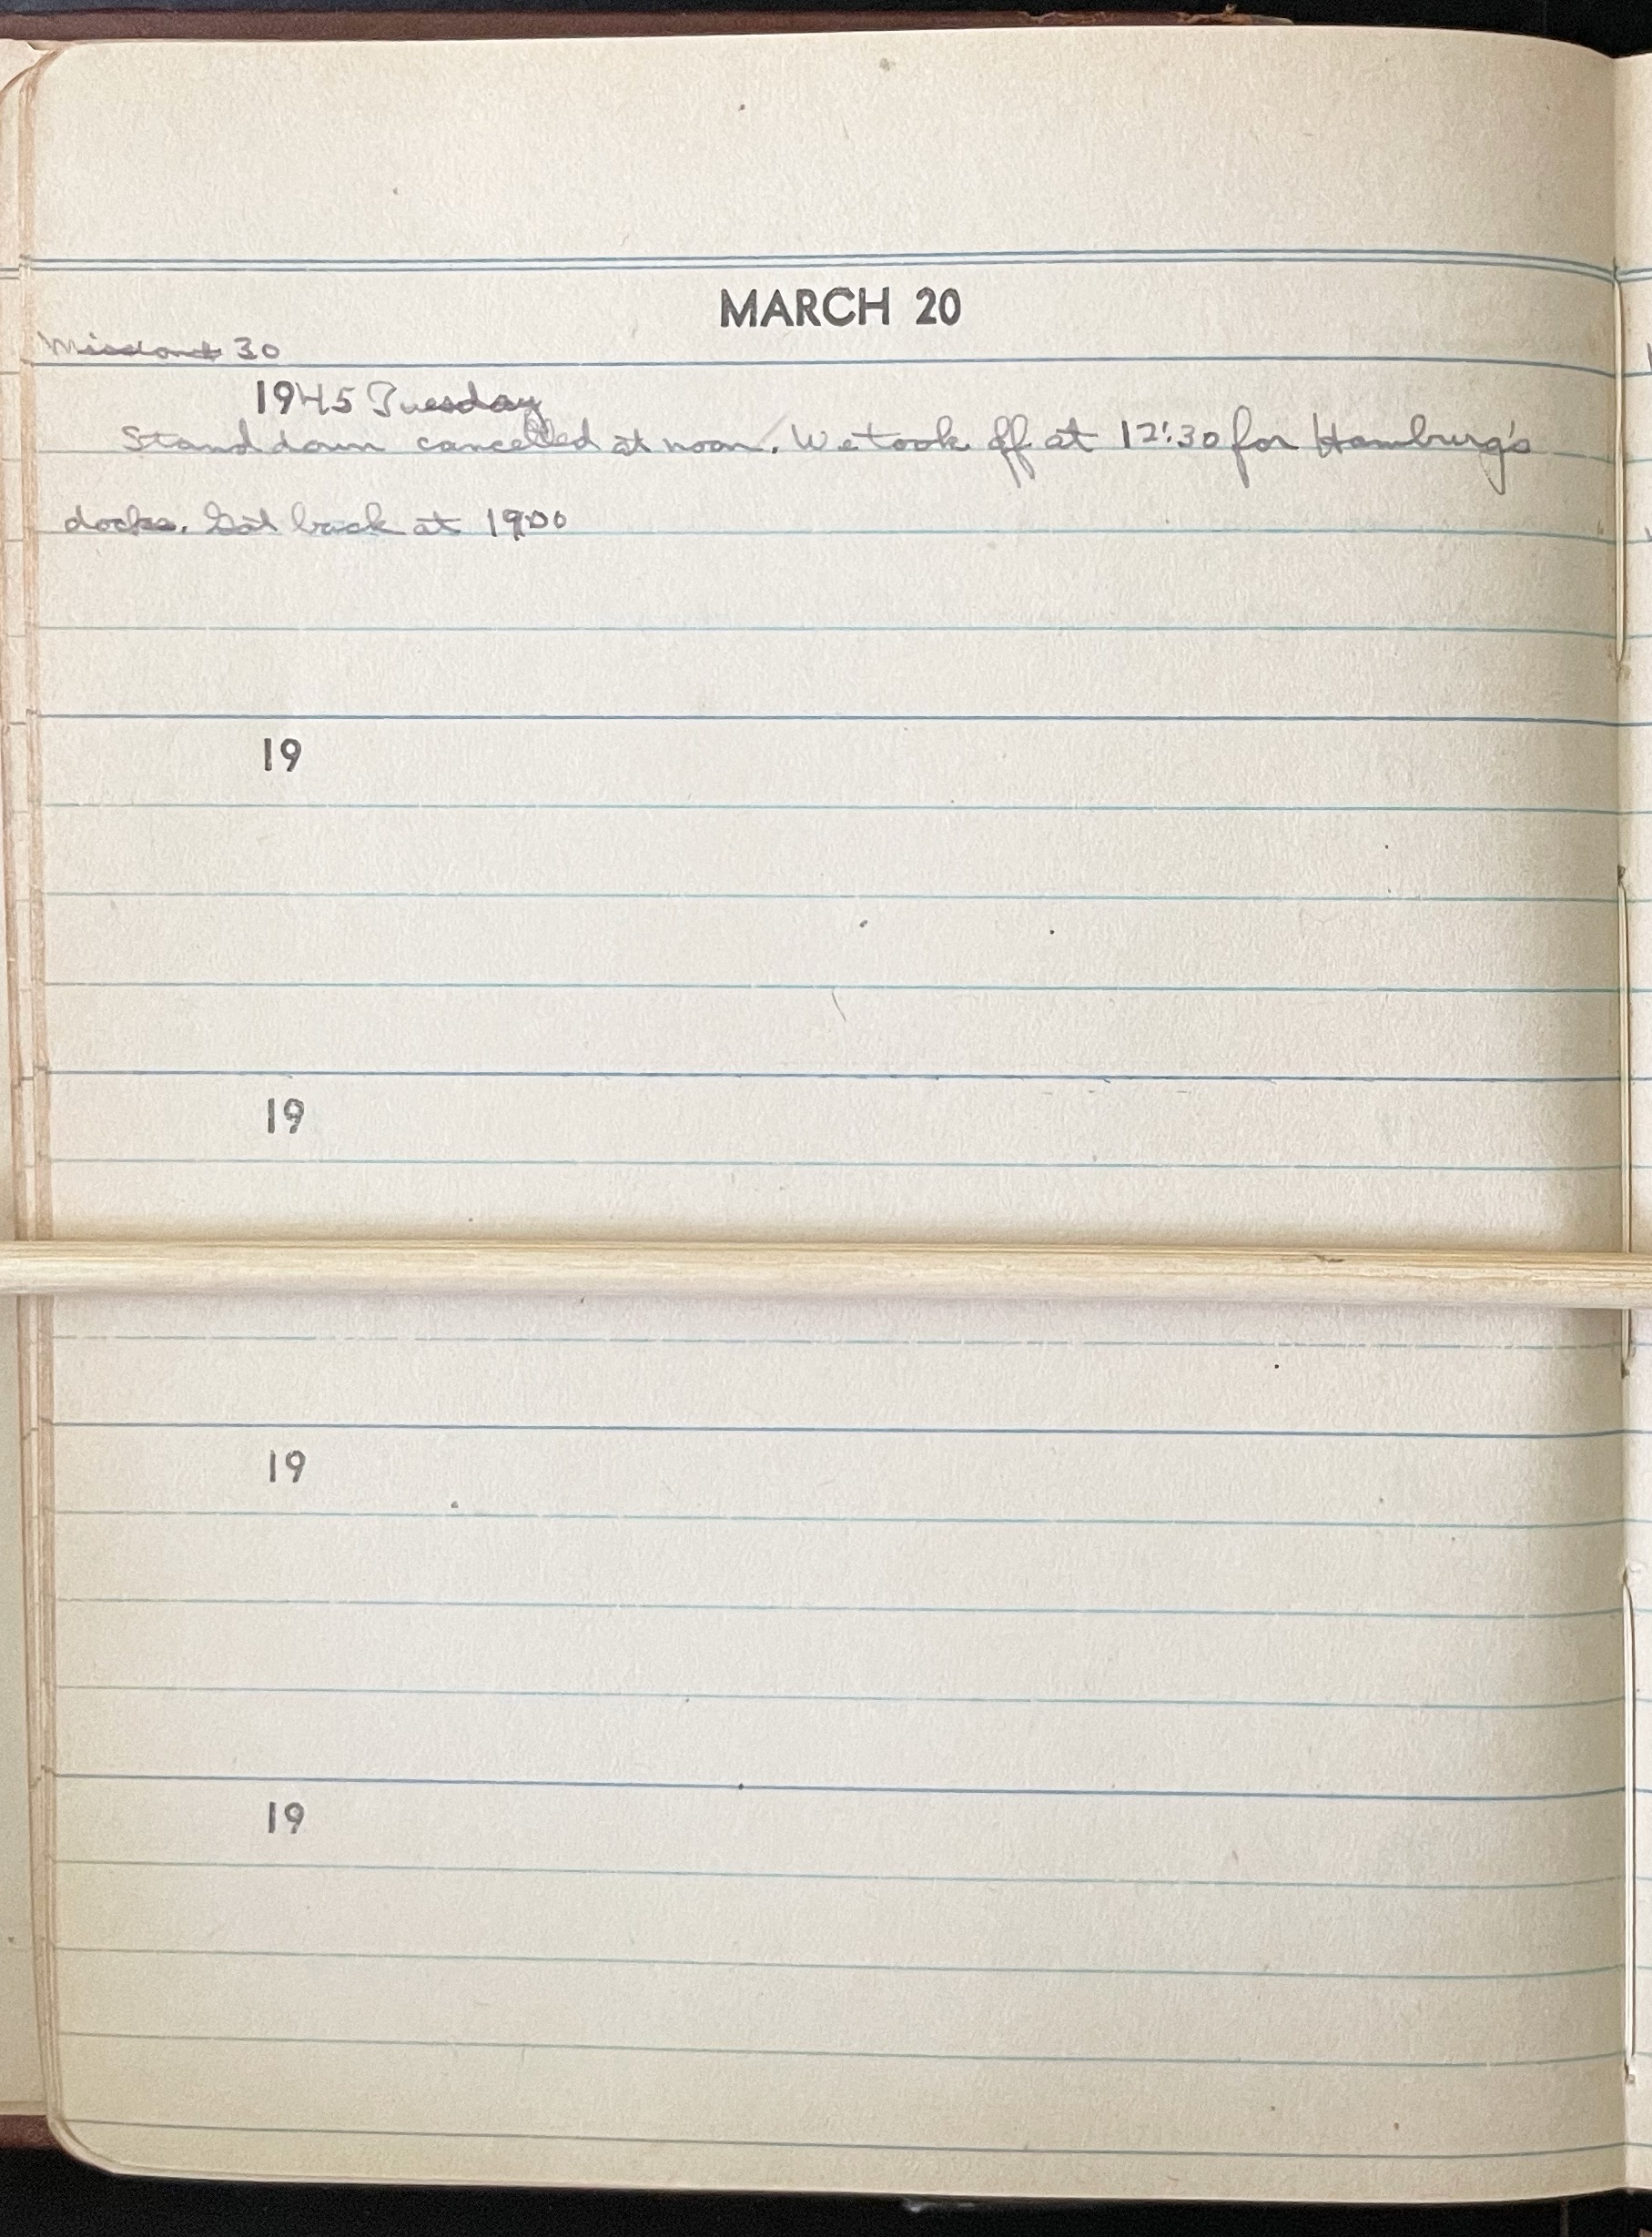 MARCH 20
Mission# 30
1945 Tuesday
Stand down cancelled at noon. We took off at 12:30 for Hamburg's
docks. Got back at 1900
19
19
19
19